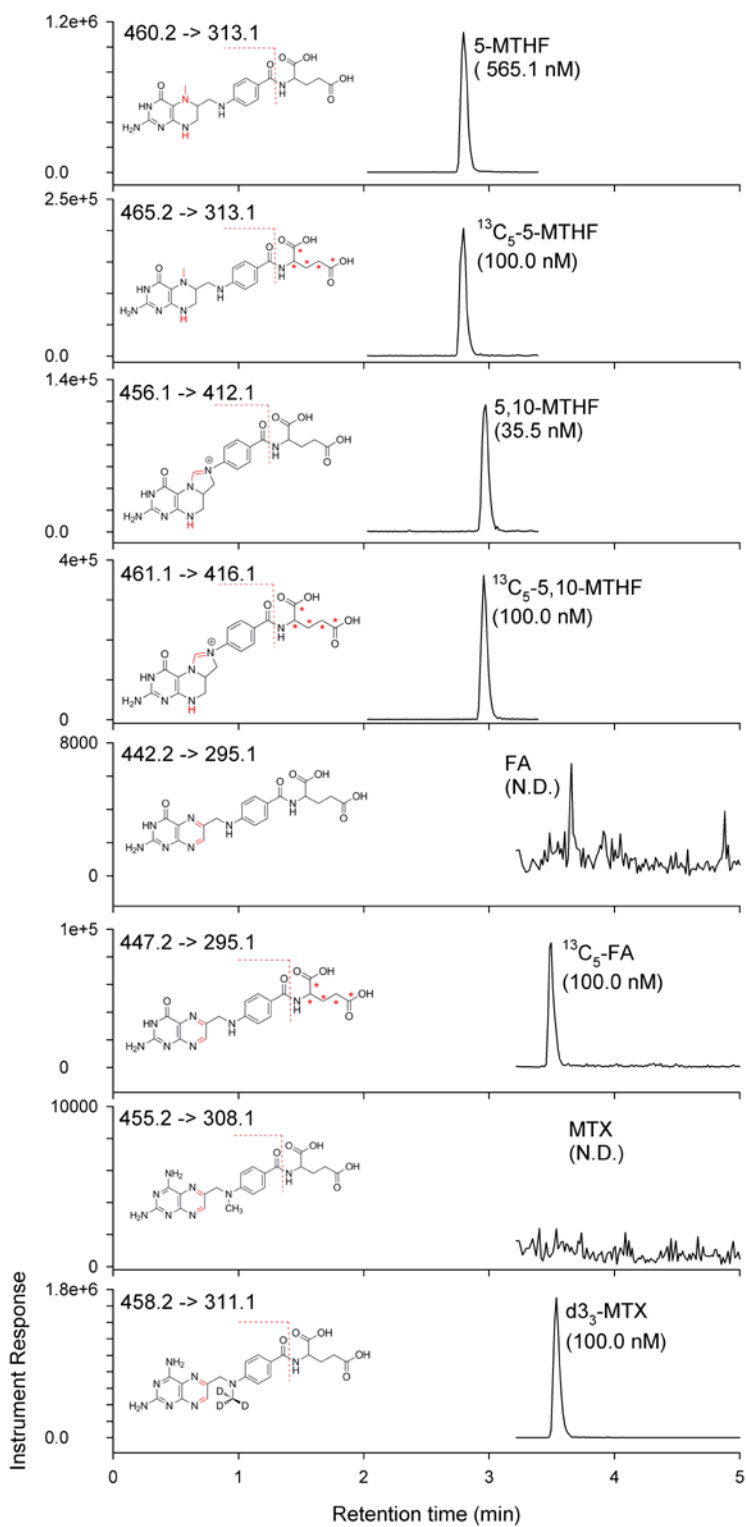 1.2e+6
460.2 -> 313.1
5-MTHF
( 565.1 nM)
0.0
2.5e+5
465.2 -> 313.1
¹³C₅-5-MTHF
(100.0 nM)
0.0
1.4e+5
456.1 -> 412.1
5,10-MTHF
(35.5 nM)
0.0
4e+5
461.1 -> 416.1
¹³C₅-5,10-MTHF
(100.0 nM)
0
8000
442.2 -> 295.1
FA
(N.D.)
0
1e+5
447.2 -> 295.1
¹³C₅-FA
(100.0 nM)
0
10000
455.2 -> 308.1
MTX
(N.D.)
0
1.8e+6
458.2 -> 311.1
d3₃-MTX
(100.0 nM)
0.0
Instrument Response
0 1 2 3 4 5
Retention time (min)